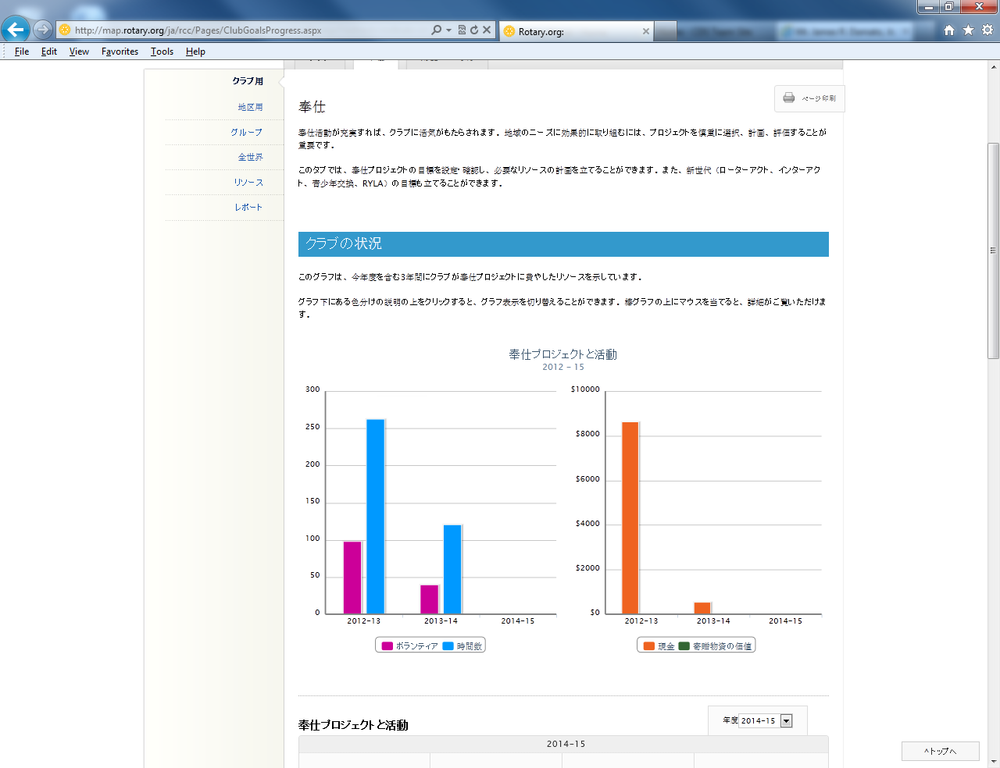 http://map.rotary.org/ja/rcc/Pages/ClubGoalsProgress.aspx
Rotary.org:
File Edit View Favorites Tools Help
クラブ用
地区用
グループ
全世界
リソース
レポート
ページ印刷
奉仕
奉仕活動が充実すれば、クラブに活気がもたらされます。地域のニーズに効果的に取り組むには、プロジェクトを慎重に選択、計画、評価することが
重要です。
このタブでは、奉仕プロジェクトの目標を設定・確認し、必要なリソースの計画を立てることができます。また、新世代（ローターアクト、インターアク
ト、青少年交換、RYLA）の目標も立てることができます。
クラブの状況
このグラフは、今年度を含む3年間にクラブが奉仕プロジェクトに費やしたリソースを示しています。
グラフ下にある色分けの説明の上をクリックすると、グラフ表示を切り替えることができます。棒グラフの上にマウスを当てると、詳細がご覧いただけま
す。
奉仕プロジェクトと活動
2012 - 15
300
250
200
150
100
50
0
2012-13 2013-14 2014-15
ボランティア 時間数
$10000
$8000
$6000
$4000
$2000
$0
2012-13 2013-14 2014-15
現金 寄贈物資の価値
奉仕プロジェクトと活動
年度 2014-15
2014-15
^トップへ